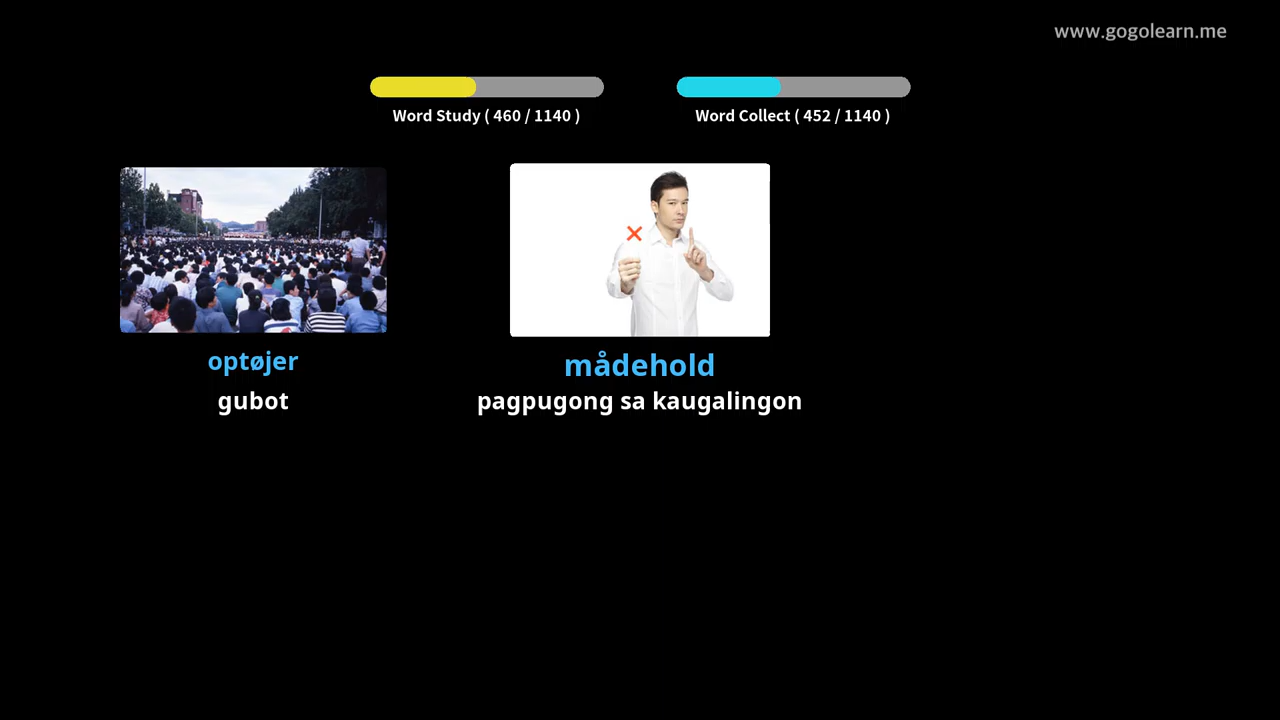 www.gogolearn.me
Word Study ( 460 / 1140 )
Word Collect ( 452 / 1140 )
optøjer
gubot
mådehold
pagpugong sa kaugalingon